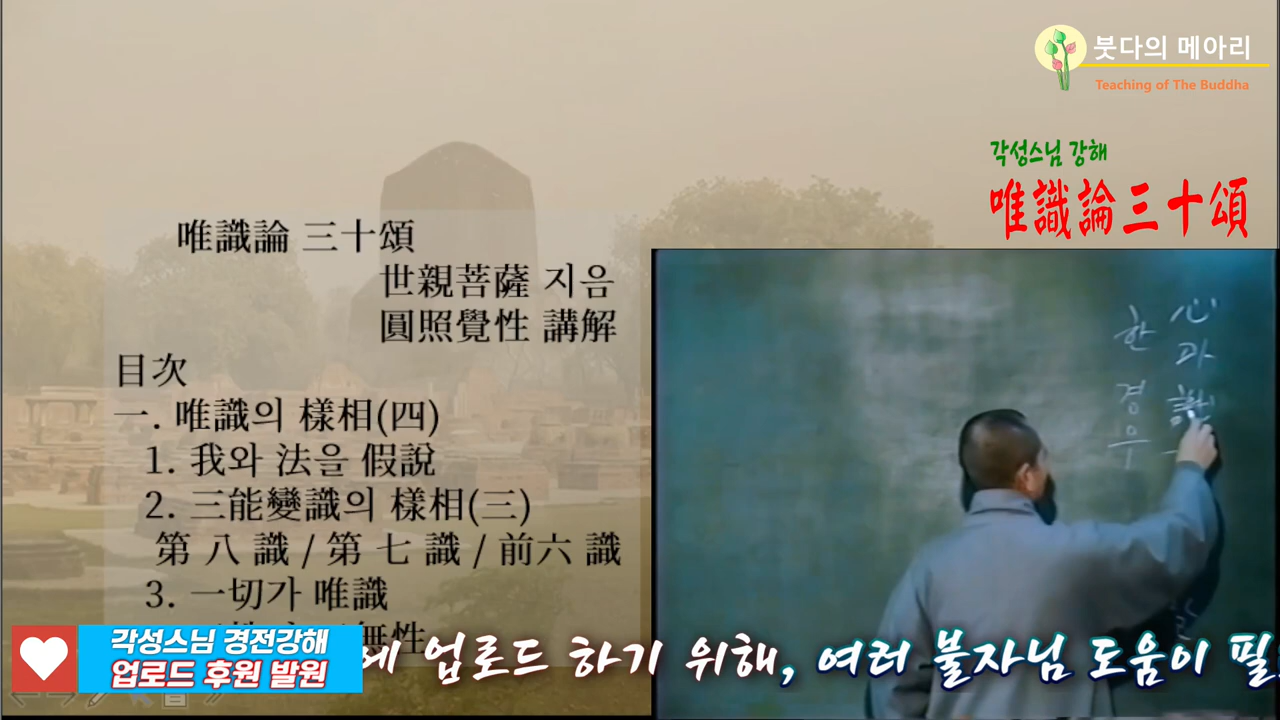 붓다의 메아리
Teaching of The Buddha
각성스님 강해
唯識論三十頌
唯識論 三十頌
世親菩薩 지음
圓照覺性 講解
目次
一. 唯識의 樣相(四)
1. 我와 法을 假說
2. 三能變識의 樣相(三)
第 八 識 / 第 七 識 / 前六 識
3. 一切가 唯識
無性
心과 識
한 경우
각성스님 경전강해
업로드 후원 발원
에 업로드 하기 위해, 여러 불자님 도움이 필